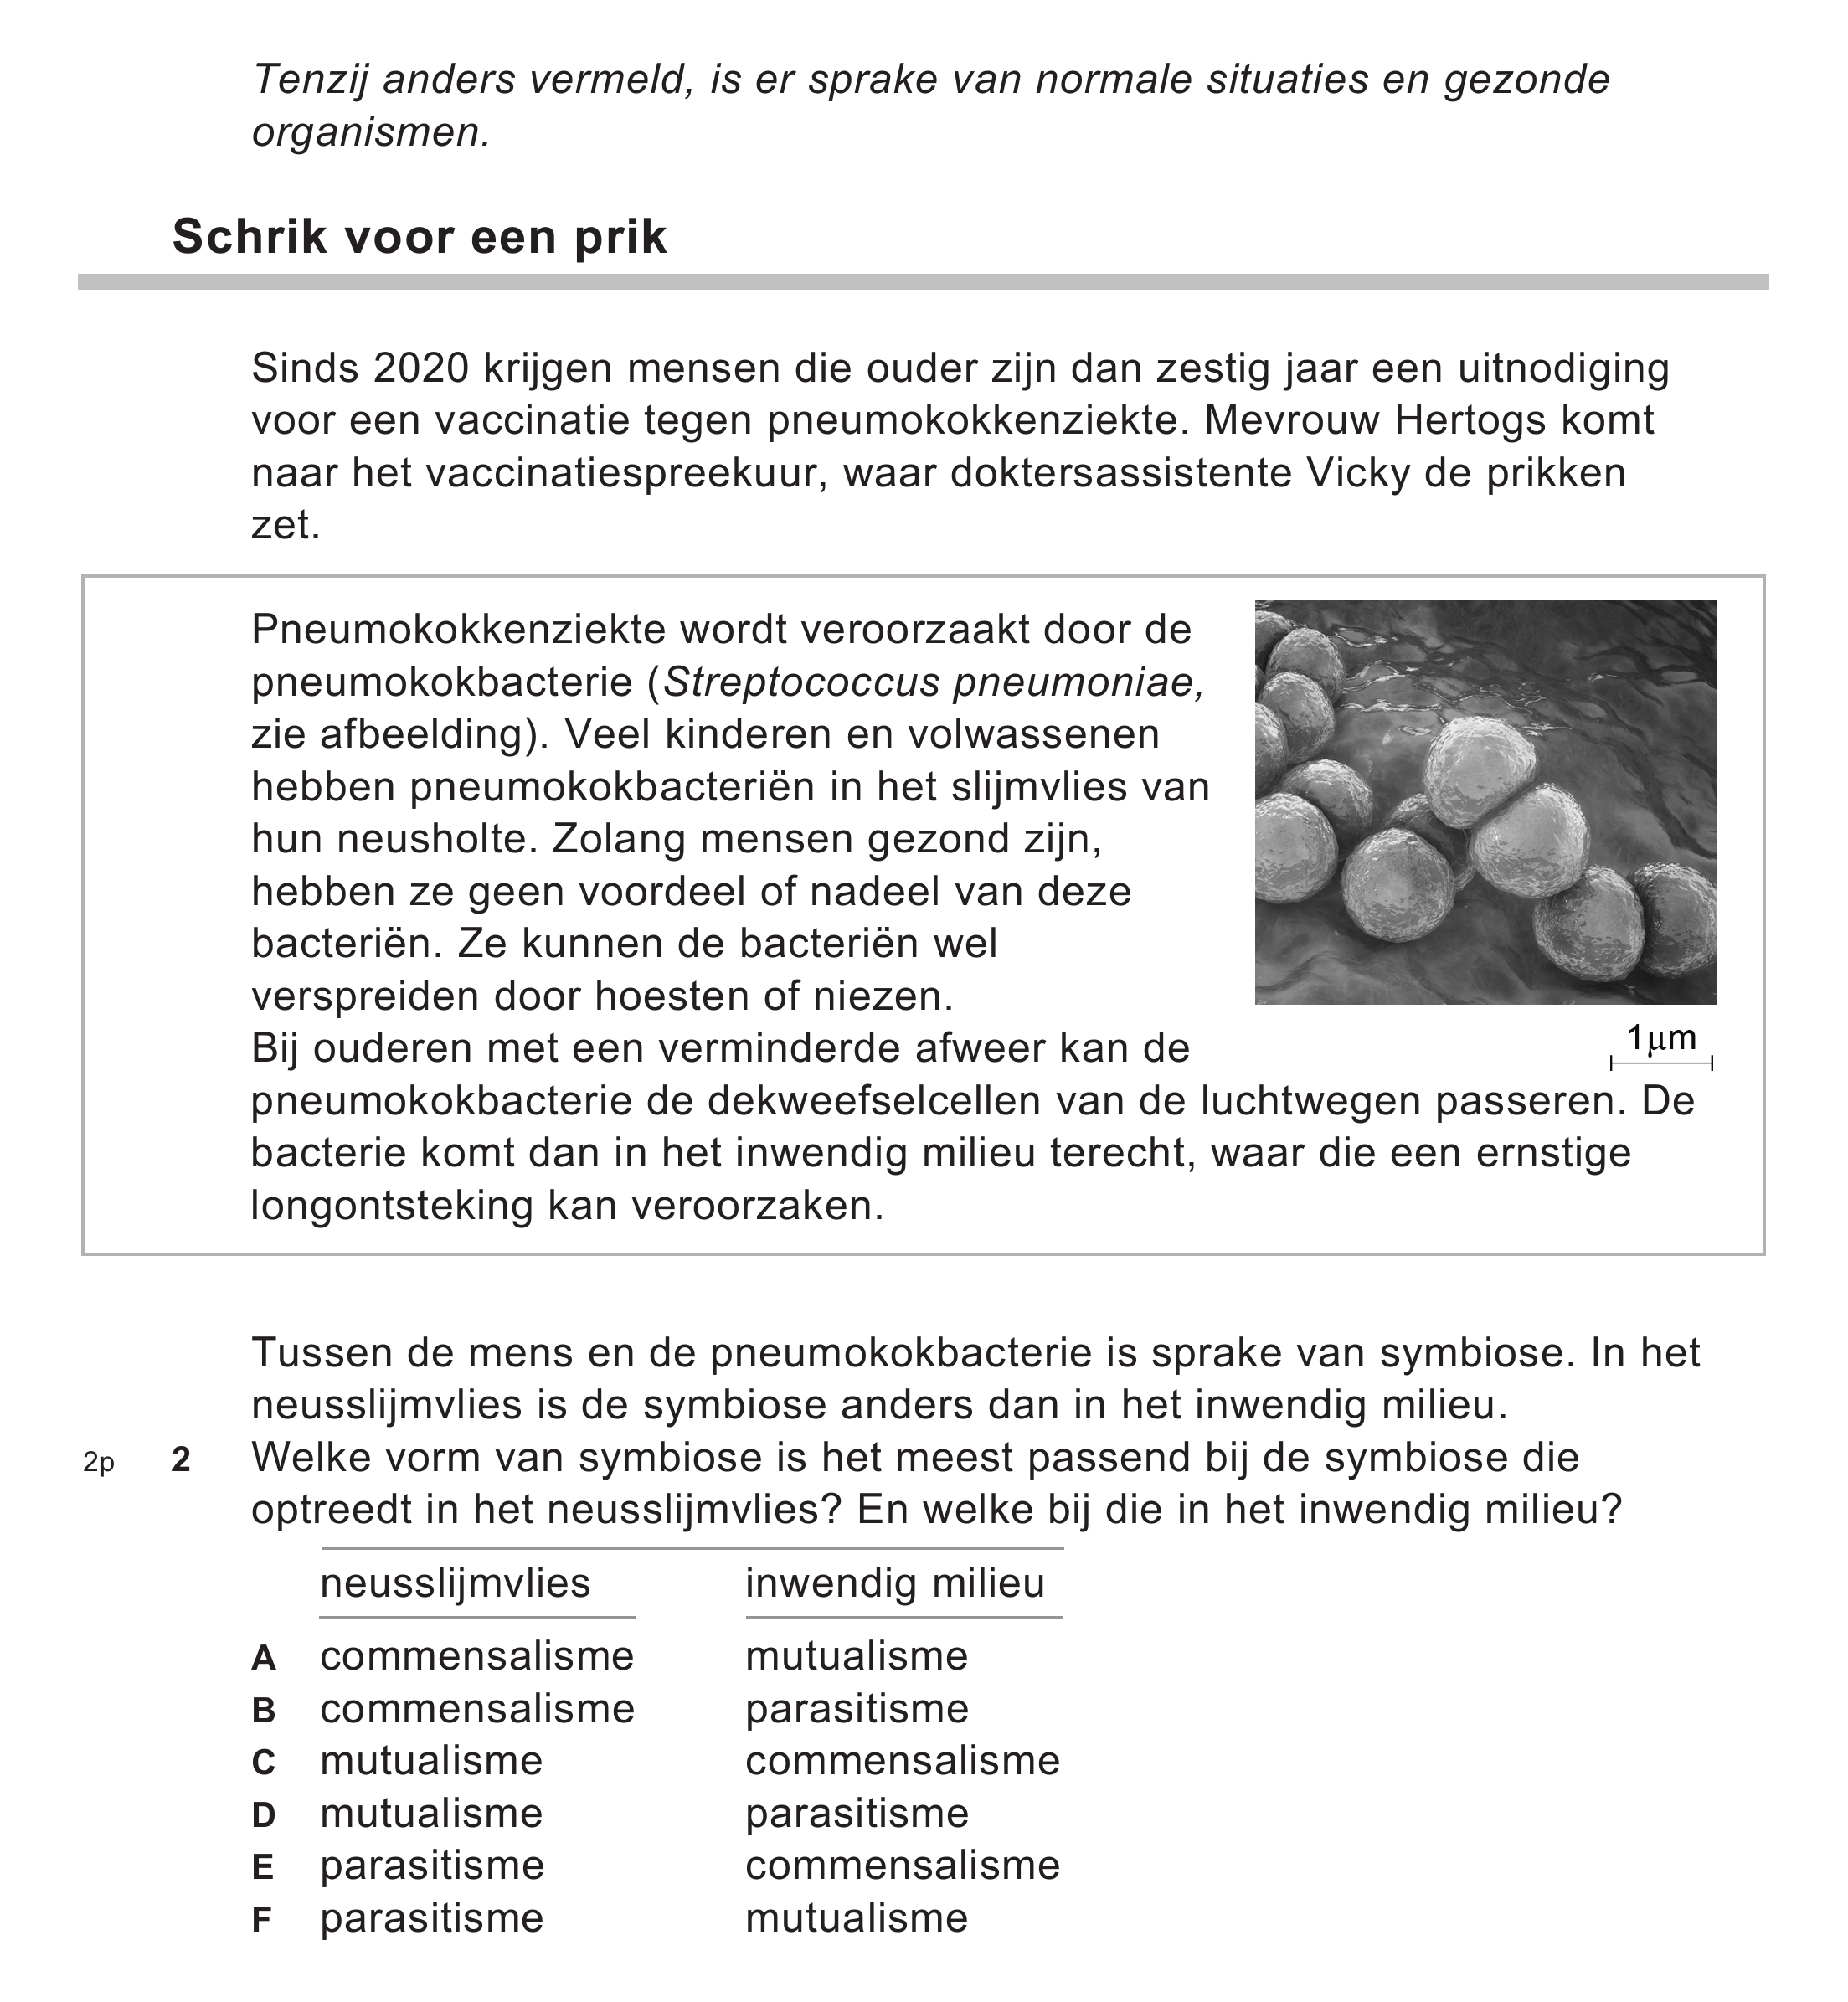 Tenzij anders vermeld, is er sprake van normale situaties en gezonde
organismen.
Schrik voor een prik
Sinds 2020 krijgen mensen die ouder zijn dan zestig jaar een uitnodiging
voor een vaccinatie tegen pneumokokkenziekte. Mevrouw Hertogs komt
naar het vaccinatiespreekuur, waar doktersassistente Vicky de prikken
zet.
Pneumokokkenziekte wordt veroorzaakt door de
pneumokokbacterie (Streptococcus pneumoniae,
zie afbeelding). Veel kinderen en volwassenen
hebben pneumokokbacteriën in het slijmvlies van
hun neusholte. Zolang mensen gezond zijn,
hebben ze geen voordeel of nadeel van deze
bacteriën. Ze kunnen de bacteriën wel
verspreiden door hoesten of niezen.
Bij ouderen met een verminderde afweer kan de
1μm
pneumokokbacterie de dekweefselcellen van de luchtwegen passeren. De
bacterie komt dan in het inwendig milieu terecht, waar die een ernstige
longontsteking kan veroorzaken.
Tussen de mens en de pneumokokbacterie is sprake van symbiose. In het
neusslijmvlies is de symbiose anders dan in het inwendig milieu.
2p 2 Welke vorm van symbiose is het meest passend bij de symbiose die
optreedt in het neusslijmvlies? En welke bij die in het inwendig milieu?
neusslijmvlies inwendig milieu
A commensalisme mutualisme
B commensalisme parasitisme
C mutualisme commensalisme
D mutualisme parasitisme
E parasitisme commensalisme
F parasitisme mutualisme